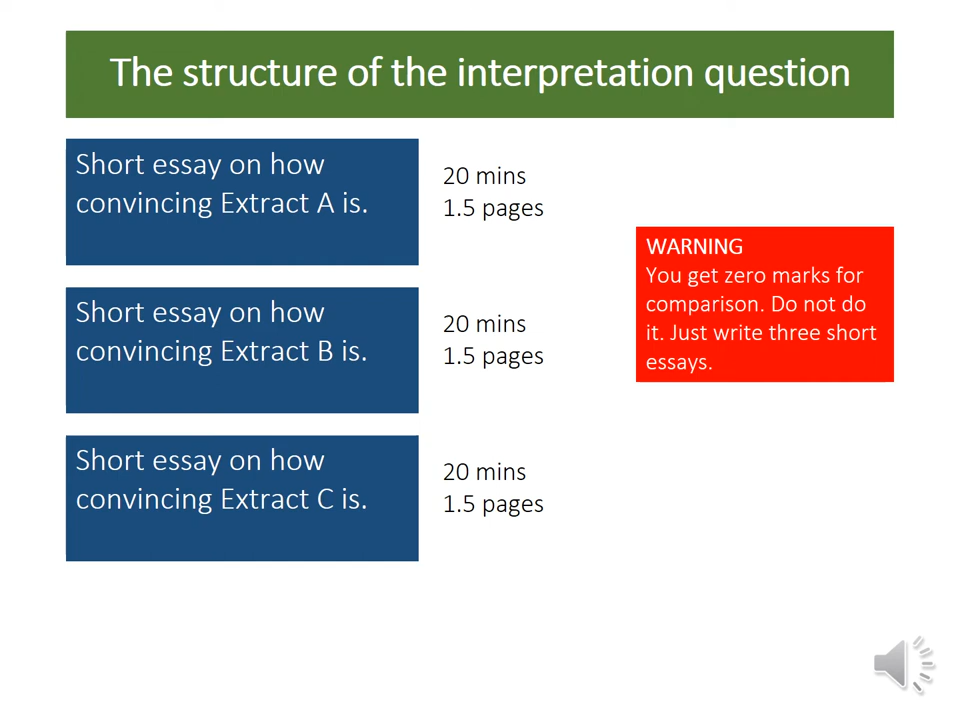 The structure of the interpretation question
Short essay on how
convincing Extract A is.
20 mins
1.5 pages
Short essay on how
convincing Extract B is.
20 mins
1.5 pages
WARNING
You get zero marks for
comparison. Do not do
it. Just write three short
essays.
Short essay on how
convincing Extract C is.
20 mins
1.5 pages